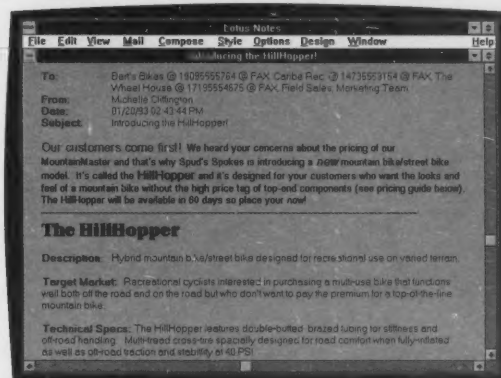 Lotus Notes
File Edit View Mail Compose Style Options Design Window Help
Introducing the HillHopper!
To: Bert's Bikes @ 19095555764 @ FAX, Caribe Rec. @ 14735553154 @ FAX, The
Wheel House @ 17195554675 @ FAX, Field Sales, Marketing Team
From: Michelle
Date: 01/20/93 02:43:44 PM
Subject: Introducing the HillHopper!
Our customers come first!! We heard your concerns about the pricing of our
MountainMaster and that's why Spud's Spokes is introducing a new mountain bike/street bike
model. It's called the HillHopper and it's designed for your customers who want the looks and
feel of a mountain bike without the high price tag of top-end components (see pricing guide below).
The HillHopper will be available in 60 days so place your now!
The HillHopper
Description: Hybrid mountain bike/street bike designed for recreational use on varied terrain.
Target Market: Recreational cyclists interested in purchasing a multi-use bike that functions
well both off the road and on the road but who don't want to pay the premium for a top-of-the-line
mountain bike.
Technical Specs: The HillHopper features double-butted brazed tubing for stiffness and
off-road handling. Multi-tread cross-tire specially designed for road comfort when fully-inflated
as well as off-road traction and stability at 40 PSI!